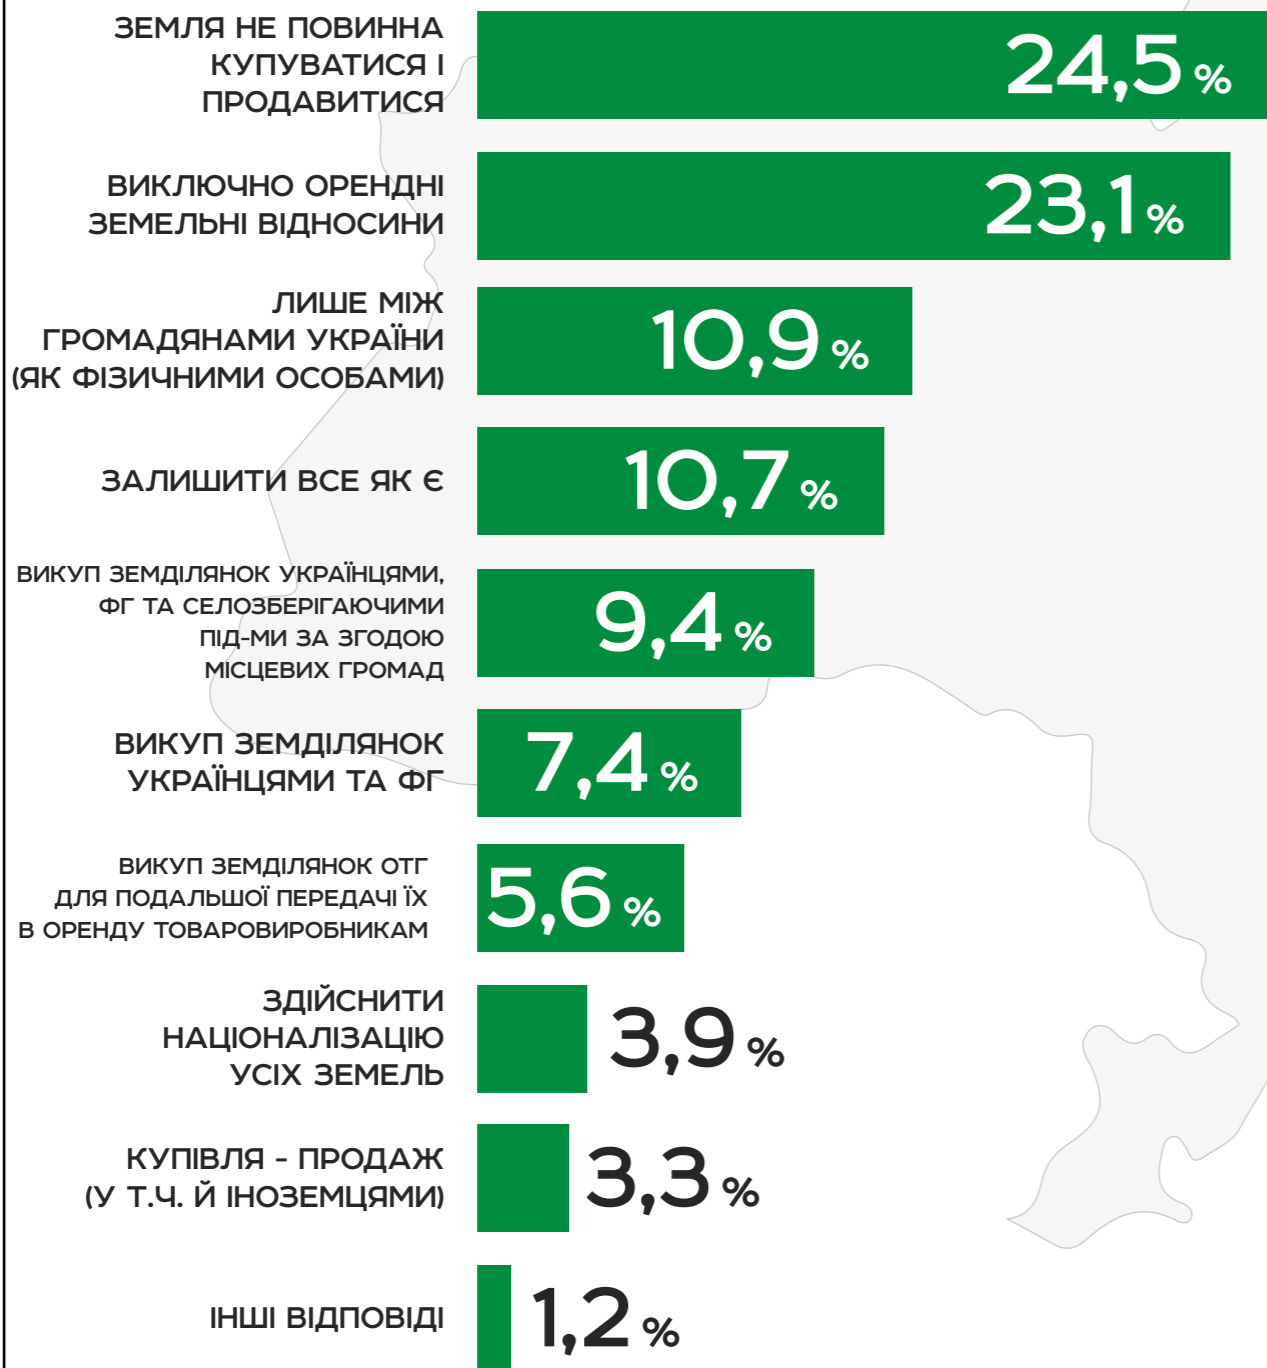 ЗЕМЛЯ НЕ ПОВИННА
КУПУВАТИСЯ І
ПРОДАВИТИСЯ
24,5 %
ВИКЛЮЧНО ОРЕНДНІ
ЗЕМЕЛЬНІ ВІДНОСИНИ
23,1 %
ЛИШЕ МІЖ
ГРОМАДЯНАМИ УКРАЇНИ
(ЯК ФІЗИЧНИМИ ОСОБАМИ)
10,9 %
ЗАЛИШИТИ ВСЕ ЯК Є
10,7 %
ВИКУП ЗЕМДІЛЯНОК УКРАЇНЦЯМИ,
ФГ ТА СЕЛОЗБЕРІГАЮЧИМИ
ПІД-МИ ЗА ЗГОДОЮ
МІСЦЕВИХ ГРОМАД
9,4 %
ВИКУП ЗЕМДІЛЯНОК
УКРАЇНЦЯМИ ТА ФГ
7,4 %
ВИКУП ЗЕМДІЛЯНОК ОТГ
ДЛЯ ПОДАЛЬШОЇ ПЕРЕДАЧІ ЇХ
В ОРЕНДУ ТОВАРОВИРОБНИКАМ
5,6 %
ЗДІЙСНИТИ
НАЦІОНАЛІЗАЦІЮ
УСІХ ЗЕМЕЛЬ
3,9 %
КУПІВЛЯ - ПРОДАЖ
(У Т.Ч. Й ІНОЗЕМЦЯМИ)
3,3 %
ІНШІ ВІДПОВІДІ
1,2 %